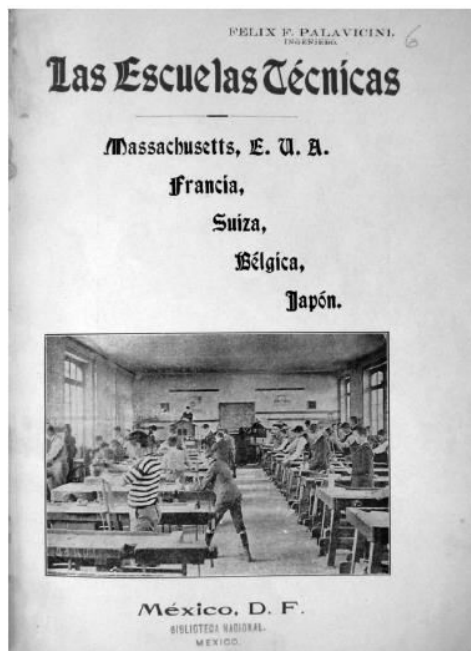 FELIX F. PALAVICINI.
INGENIERO.
6
Las Escuelas Técnicas
Massachusetts, E. U. A.
Francia,
Suiza,
Bélgica,
Japón.
México, D. F.
BIBLIOTECA NACIONAL.
MEXICO.